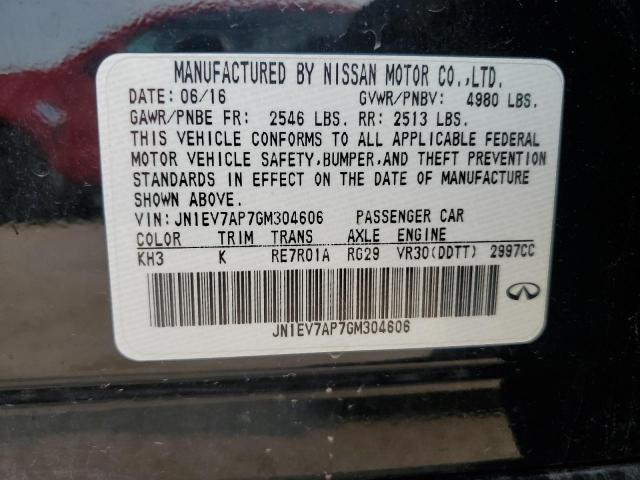 MANUFACTURED BY NISSAN MOTOR CO.,LTD.
DATE: 06/16 GVWR/PNBV: 4980 LBS.
GAWR/PNBE FR: 2546 LBS. RR: 2513 LBS.
THIS VEHICLE CONFORMS TO ALL APPLICABLE FEDERAL
MOTOR VEHICLE SAFETY,BUMPER,AND THEFT PREVENTION
STANDARDS IN EFFECT ON THE DATE OF MANUFACTURE
SHOWN ABOVE.
VIN: JN1EV7AP7GM304606 PASSENGER CAR
COLOR TRIM TRANS AXLE ENGINE
KH3 K RE7R01A RG29 VR30(DDTT) 2997CC
JN1EV7AP7GM304606